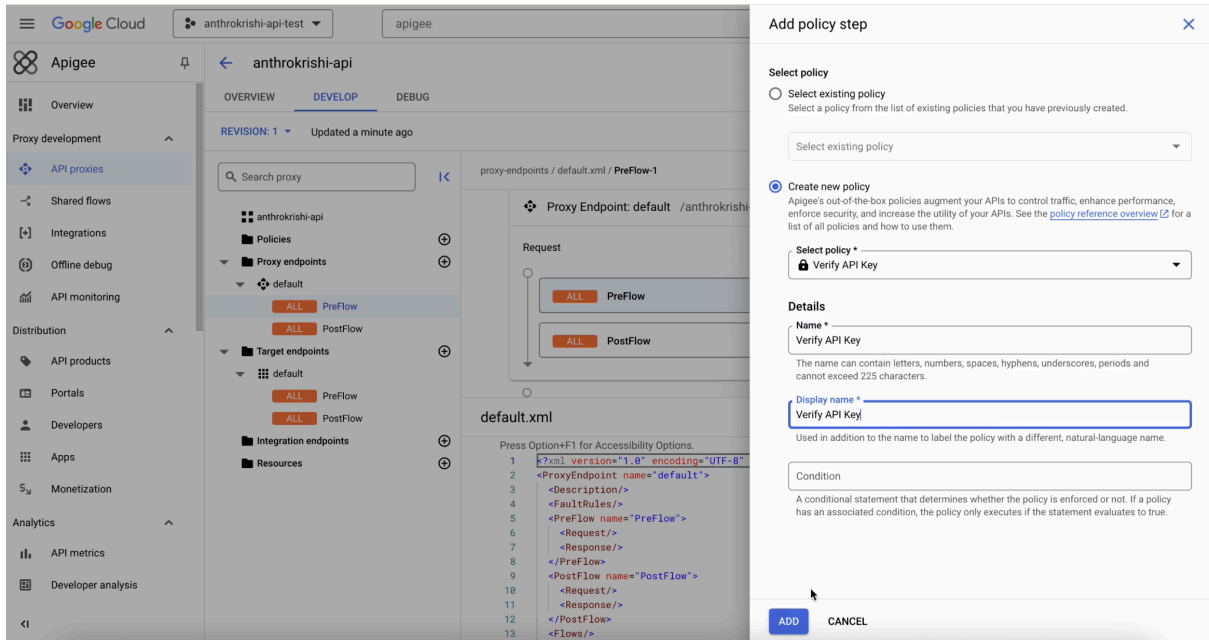 Google Cloud
anthrokrishi-api-test
apigee
Apigee
Overview
Proxy development
API proxies
Shared flows
Integrations
Offline debug
API monitoring
Distribution
API products
Portals
Developers
Apps
Monetization
Analytics
API metrics
Developer analysis
anthrokrishi-api
OVERVIEW DEVELOP DEBUG
REVISION: 1 Updated a minute ago
Search proxy
anthrokrishi-api
Policies
Proxy endpoints
default
ALL PreFlow
ALL PostFlow
Target endpoints
default
ALL PreFlow
ALL PostFlow
Integration endpoints
Resources
proxy-endpoints / default.xml / PreFlow-1
Proxy Endpoint: default /anthrokrishi
Request
ALL PreFlow
ALL PostFlow
default.xml
Press Option+F1 for Accessibility Options.
1 <?xml version="1.0" encoding="UTF-8"
2 <ProxyEndpoint name="default">
3 <Description/>
4 <FaultRules/>
5 <PreFlow name="PreFlow">
6 <Request/>
7 <Response/>
8 </PreFlow>
9 <PostFlow name="PostFlow">
10 <Request/>
11 <Response/>
12 </PostFlow>
13 <Flows/>
Add policy step
Select policy
Select existing policy
Select a policy from the list of existing policies that you have previously created.
Select existing policy
Create new policy
Apigee's out-of-the-box policies augment your APIs to control traffic, enhance performance,
enforce security, and increase the utility of your APIs. See the policy reference overview for a
list of all policies and how to use them.
Select policy *
Verify API Key
Details
Name *
Verify API Key
The name can contain letters, numbers, spaces, hyphens, underscores, periods and
cannot exceed 225 characters.
Display name *
Verify API Key
Used in addition to the name to label the policy with a different, natural-language name.
Condition
A conditional statement that determines whether the policy is enforced or not. If a policy
has an associated condition, the policy only executes if the statement evaluates to true.
ADD CANCEL